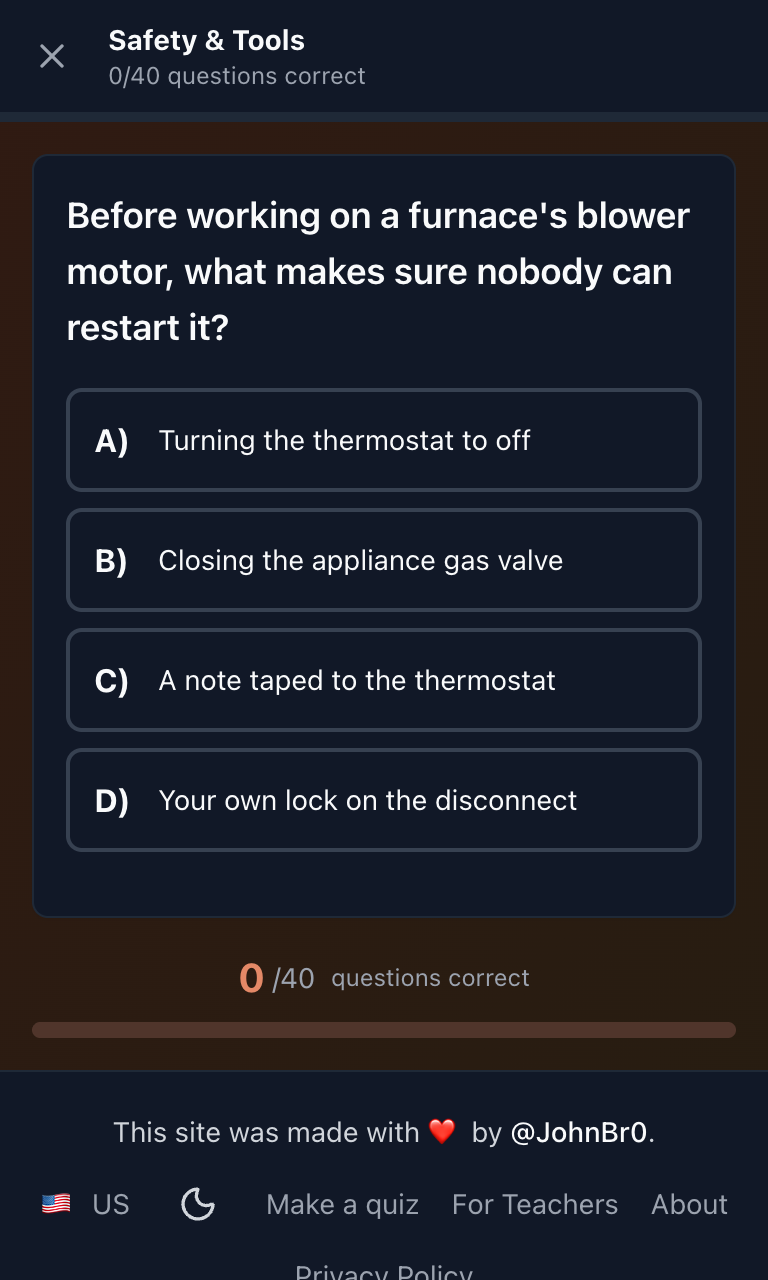 Safety & Tools
0/40 questions correct
Before working on a furnace's blower
motor, what makes sure nobody can
restart it?
A) Turning the thermostat to off
B) Closing the appliance gas valve
C) A note taped to the thermostat
D) Your own lock on the disconnect
0 /40 questions correct
This site was made with ❤️ by @JohnBr0.
🇺🇸 US Make a quiz For Teachers About
Privacy Policy